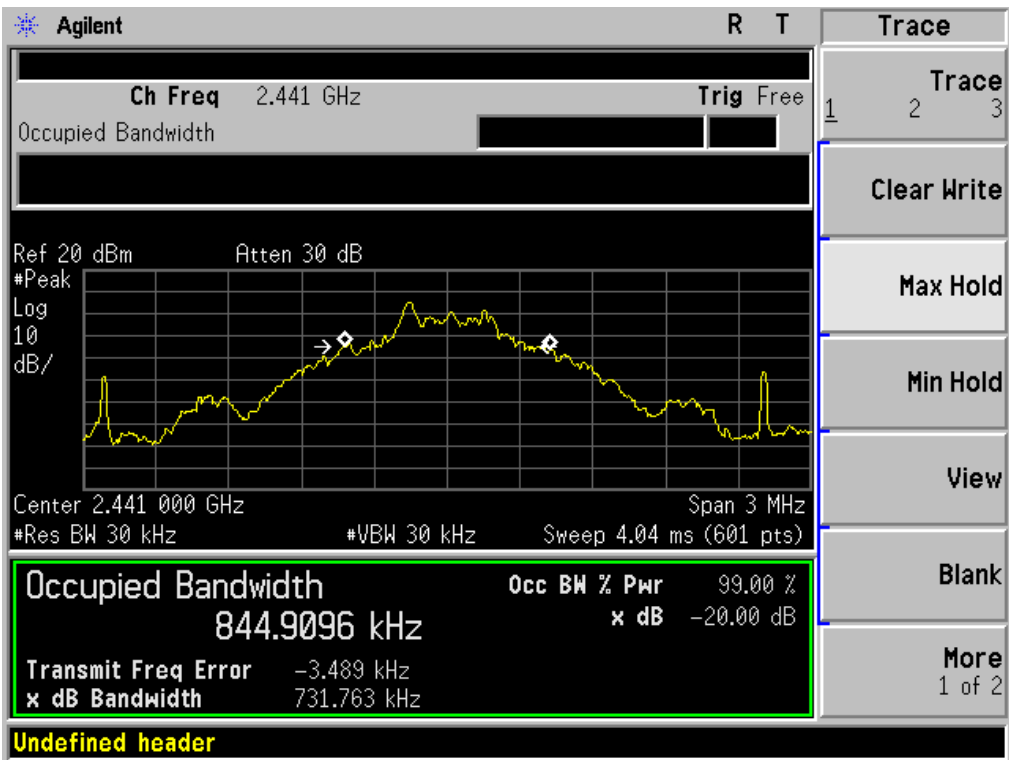 Agilent R T Trace
Ch Freq 2.441 GHz Trig Free
Occupied Bandwidth
Trace
1 2 3
Clear Write
Max Hold
Min Hold
View
Blank
More
1 of 2
Ref 20 dBm Atten 30 dB
#Peak
Log
10
dB/
Center 2.441 000 GHz Span 3 MHz
#Res BW 30 kHz #VBW 30 kHz Sweep 4.04 ms (601 pts)
Occupied Bandwidth Occ BW % Pwr 99.00 %
844.9096 kHz x dB -20.00 dB
Transmit Freq Error -3.489 kHz
x dB Bandwidth 731.763 kHz
Undefined header